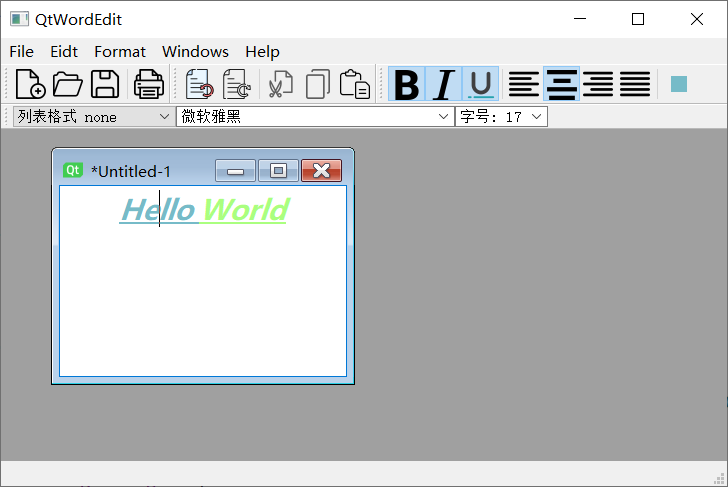 QtWordEdit
File Eidt Format Windows Help
B I U
列表格式 none 微软雅黑 字号: 17
Qt *Untitled-1
Hello World